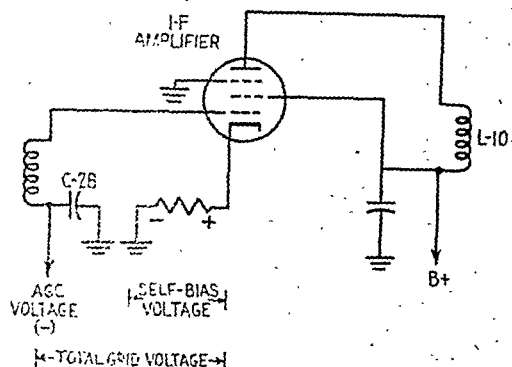 I-F
AMPLIFIER
L-10
C-28
-
+
B+
AGC
VOLTAGE
(-)
SELF-BIAS
VOLTAGE
TOTAL GRID VOLTAGE